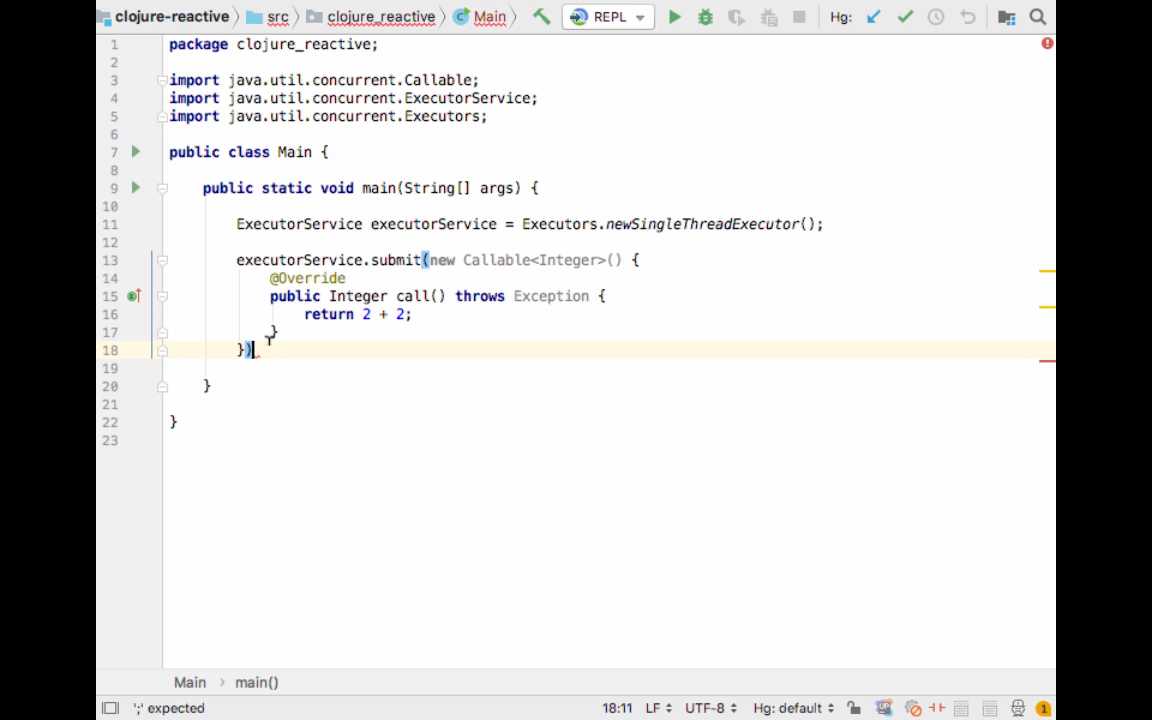 clojure-reactive src clojure_reactive Main REPL Hg:
1 package clojure_reactive;
2
3 import java.util.concurrent.Callable;
4 import java.util.concurrent.ExecutorService;
5 import java.util.concurrent.Executors;
6
7 public class Main {
8
9 public static void main(String[] args) {
10
11 ExecutorService executorService = Executors.newSingleThreadExecutor();
12
13 executorService.submit(new Callable<Integer>() {
14 @Override
15 public Integer call() throws Exception {
16 return 2 + 2;
17 }
18 })
19
20 }
21
22 }
23
Main main()
';' expected 18:11 LF UTF-8 Hg: default 1